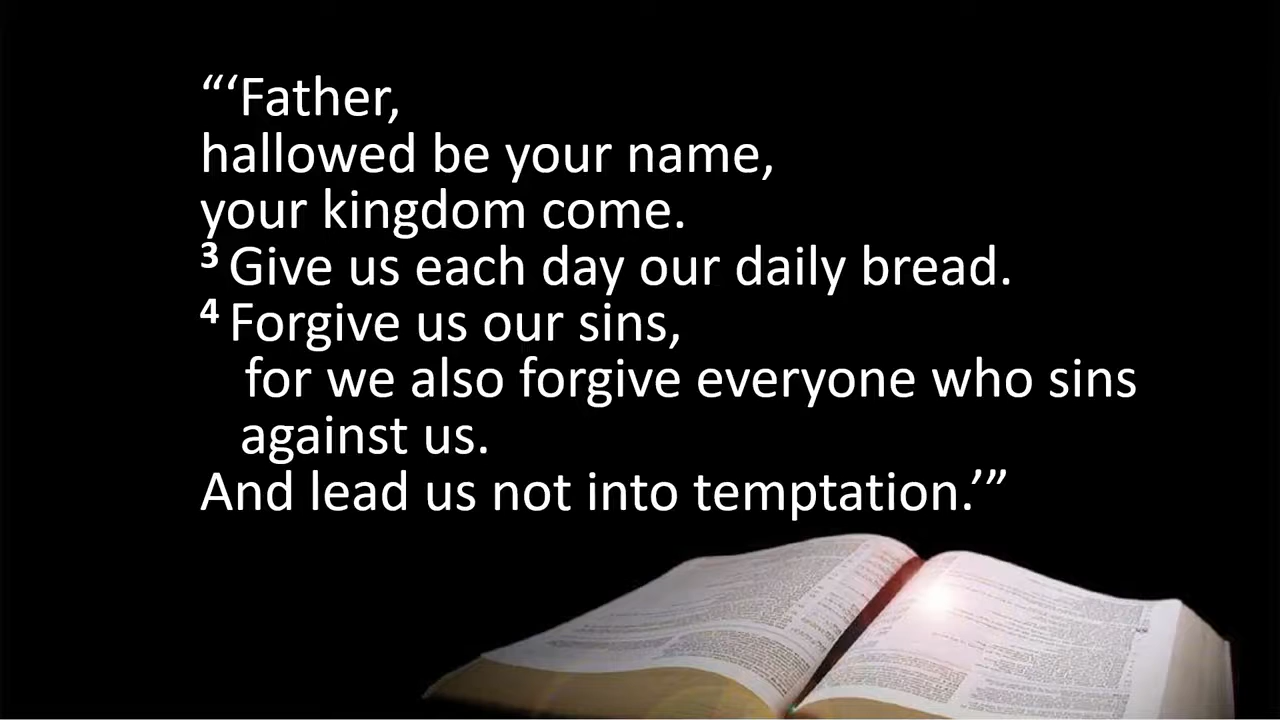 “‘Father,
hallowed be your name,
your kingdom come.
3 Give us each day our daily bread.
4 Forgive us our sins,
for we also forgive everyone who sins
against us.
And lead us not into temptation.’”